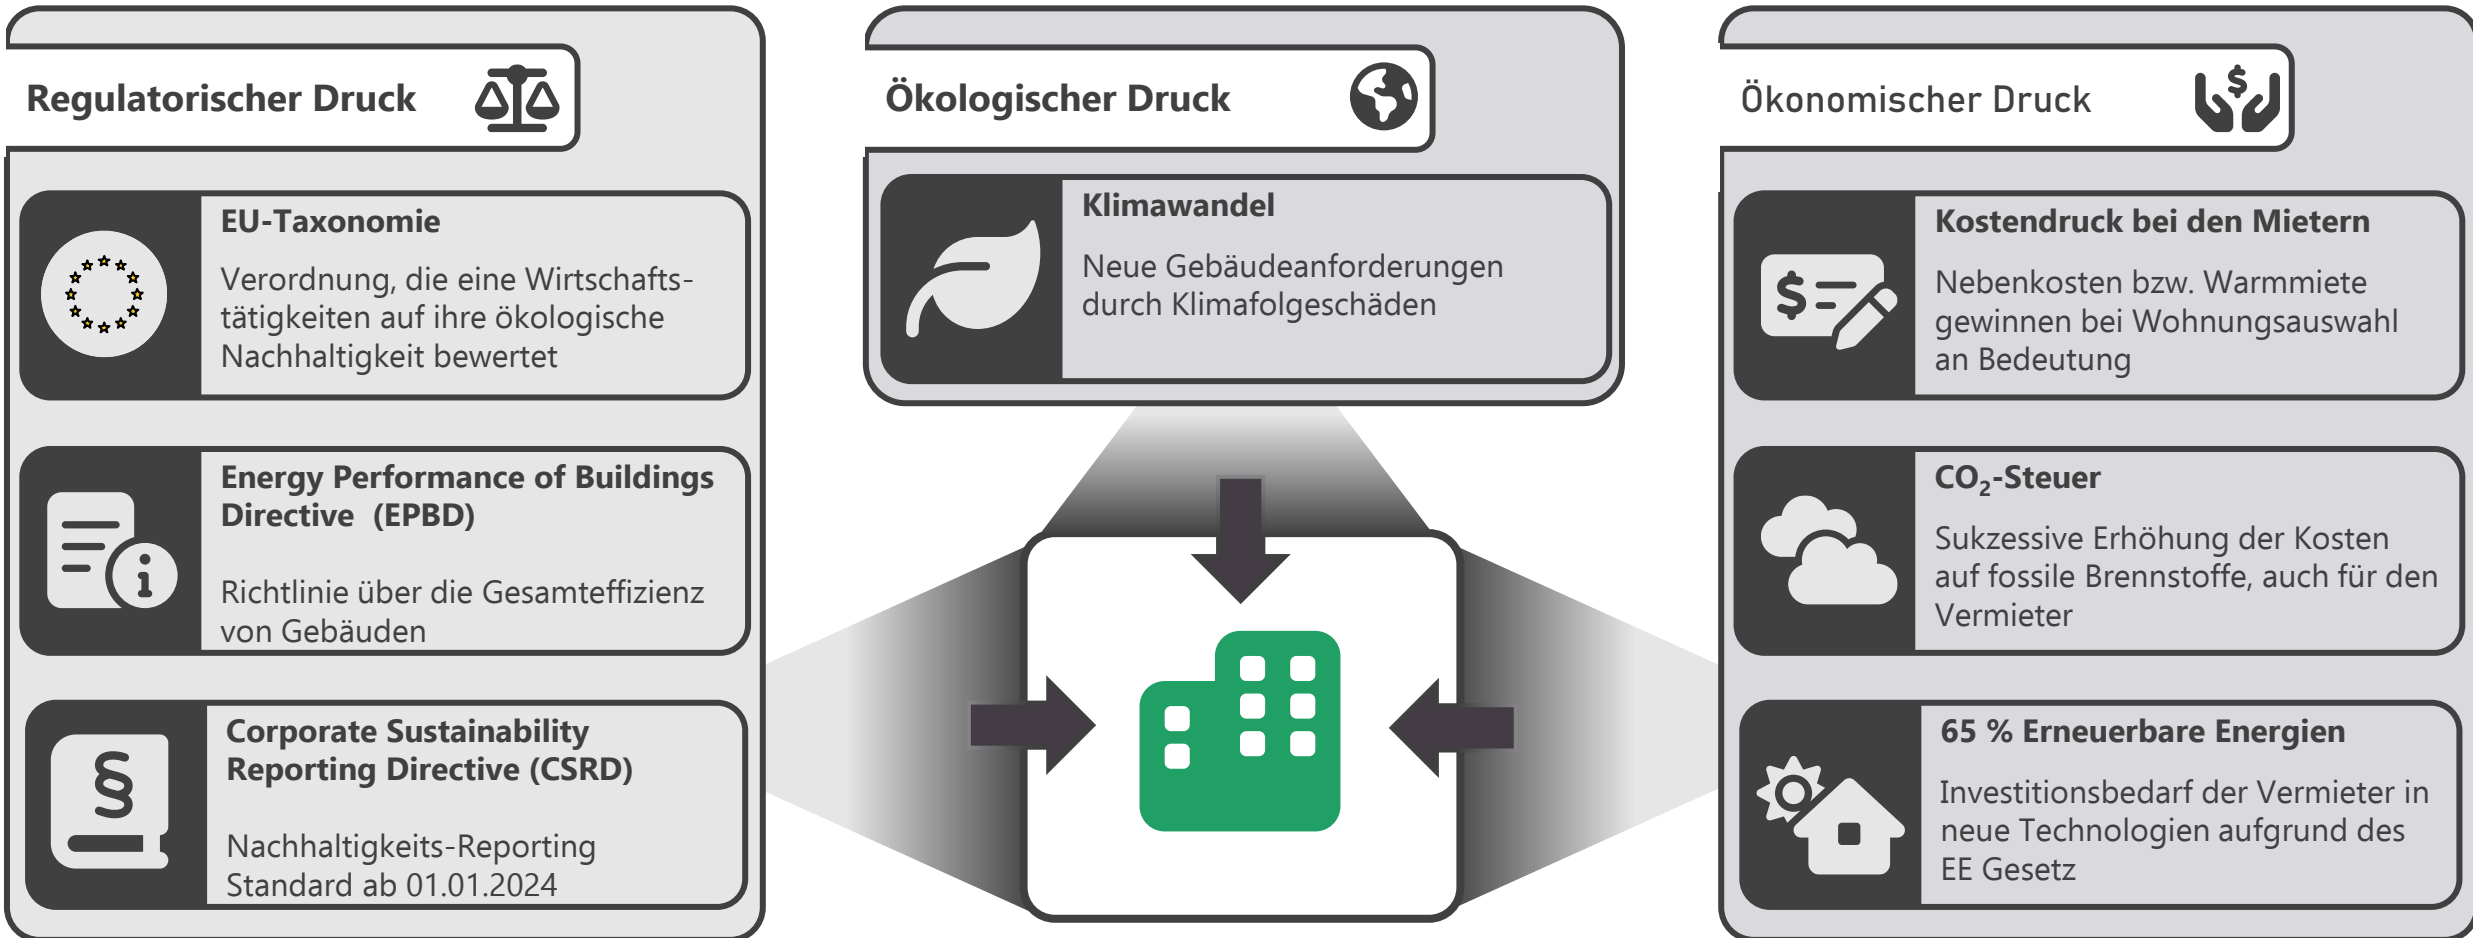 Regulatorischer Druck
EU-Taxonomie
Verordnung, die eine Wirtschafts-
tätigkeiten auf ihre ökologische
Nachhaltigkeit bewertet
Energy Performance of Buildings
Directive (EPBD)
Richtlinie über die Gesamteffizienz
von Gebäuden
§
Corporate Sustainability
Reporting Directive (CSRD)
Nachhaltigkeits-Reporting
Standard ab 01.01.2024
Ökologischer Druck
Klimawandel
Neue Gebäudeanforderungen
durch Klimafolgeschäden
Ökonomischer Druck
Kostendruck bei den Mietern
Nebenkosten bzw. Warmmiete
gewinnen bei Wohnungsauswahl
an Bedeutung
CO₂-Steuer
Sukzessive Erhöhung der Kosten
auf fossile Brennstoffe, auch für den
Vermieter
65 % Erneuerbare Energien
Investitionsbedarf der Vermieter in
neue Technologien aufgrund des
EE Gesetz